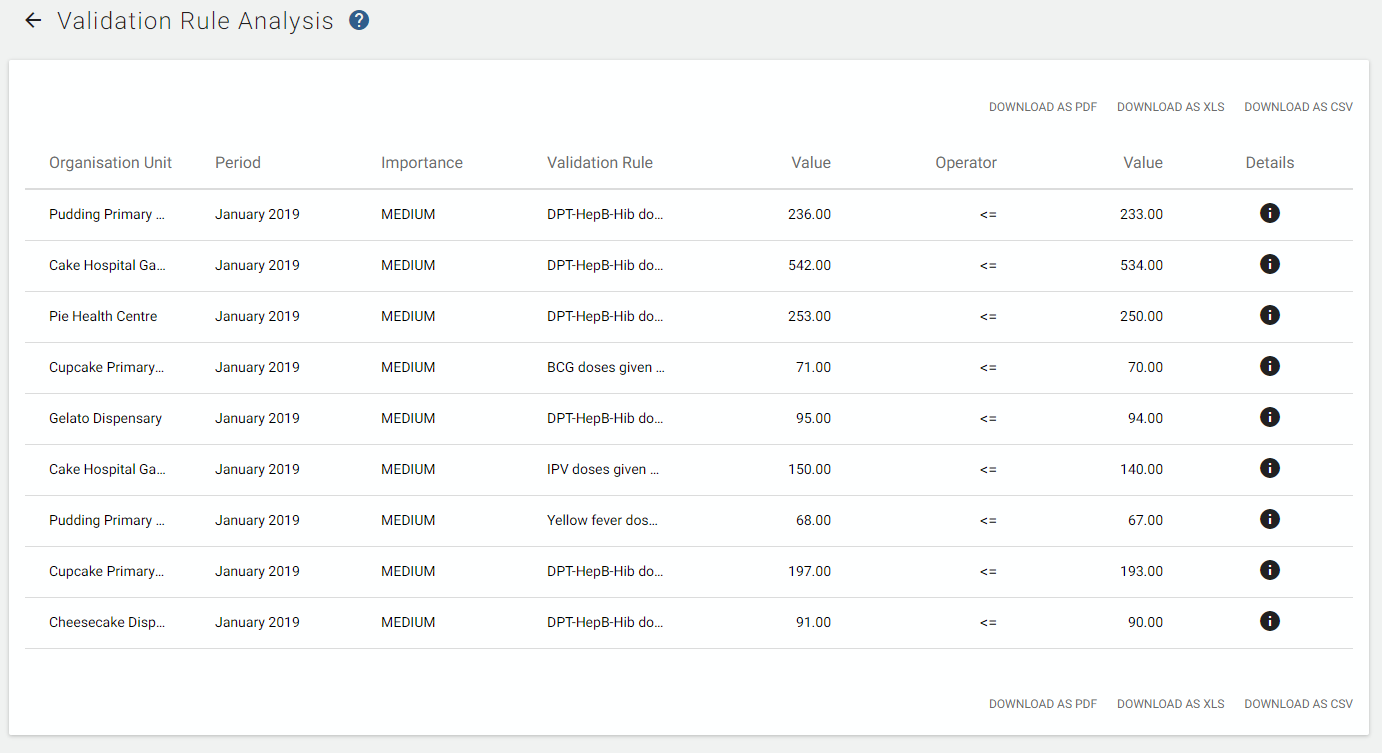 Validation Rule Analysis ?
DOWNLOAD AS PDF DOWNLOAD AS XLS DOWNLOAD AS CSV
Organisation Unit Period Importance Validation Rule Value Operator Value Details
Pudding Primary ... January 2019 MEDIUM DPT-HepB-Hib do... 236.00 <= 233.00 i
Cake Hospital Ga... January 2019 MEDIUM DPT-HepB-Hib do... 542.00 <= 534.00 i
Pie Health Centre January 2019 MEDIUM DPT-HepB-Hib do... 253.00 <= 250.00 i
Cupcake Primary... January 2019 MEDIUM BCG doses given ... 71.00 <= 70.00 i
Gelato Dispensary January 2019 MEDIUM DPT-HepB-Hib do... 95.00 <= 94.00 i
Cake Hospital Ga... January 2019 MEDIUM IPV doses given ... 150.00 <= 140.00 i
Pudding Primary ... January 2019 MEDIUM Yellow fever dos... 68.00 <= 67.00 i
Cupcake Primary... January 2019 MEDIUM DPT-HepB-Hib do... 197.00 <= 193.00 i
Cheesecake Disp... January 2019 MEDIUM DPT-HepB-Hib do... 91.00 <= 90.00 i
DOWNLOAD AS PDF DOWNLOAD AS XLS DOWNLOAD AS CSV